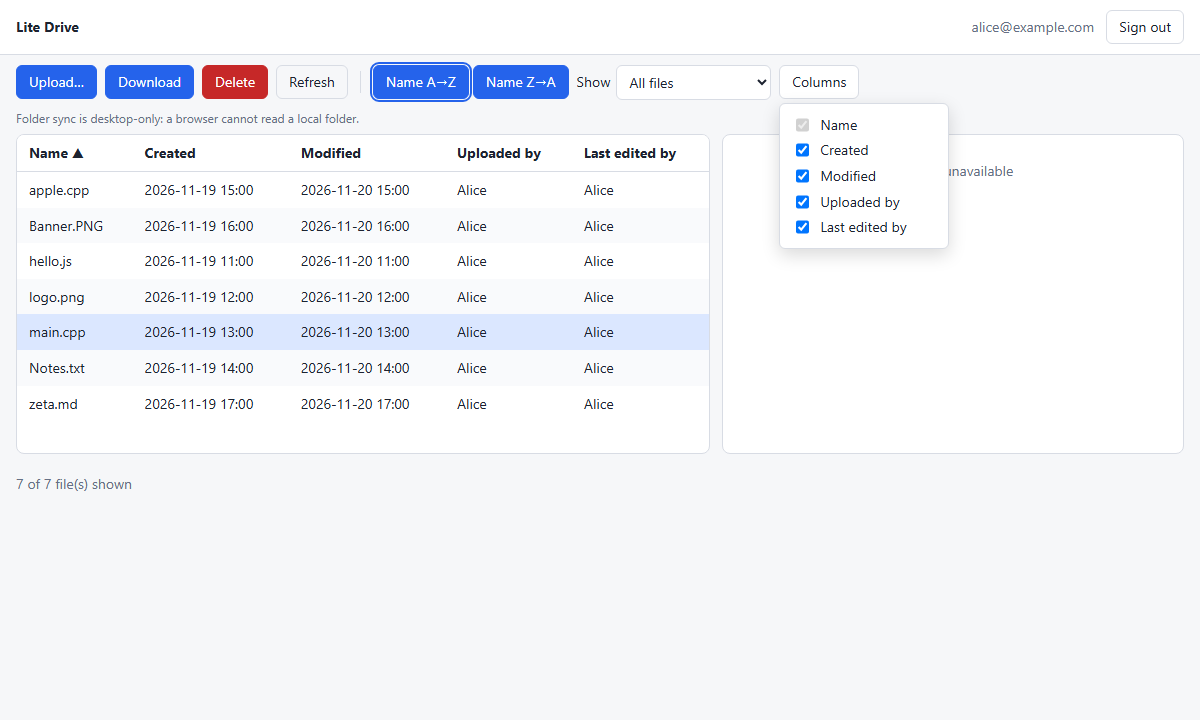 Lite Drive
alice@example.com
Sign out
Upload...
Download
Delete
Refresh
Name A→Z
Name Z→A
Show
All files
Columns
Folder sync is desktop-only: a browser cannot read a local folder.
Name
Created
Modified
Uploaded by
Last edited by
Name ▲ Created Modified Uploaded by Last edited by
apple.cpp 2026-11-19 15:00 2026-11-20 15:00 Alice Alice
Banner.PNG 2026-11-19 16:00 2026-11-20 16:00 Alice Alice
hello.js 2026-11-19 11:00 2026-11-20 11:00 Alice Alice
logo.png 2026-11-19 12:00 2026-11-20 12:00 Alice Alice
main.cpp 2026-11-19 13:00 2026-11-20 13:00 Alice Alice
Notes.txt 2026-11-19 14:00 2026-11-20 14:00 Alice Alice
zeta.md 2026-11-19 17:00 2026-11-20 17:00 Alice Alice
7 of 7 file(s) shown